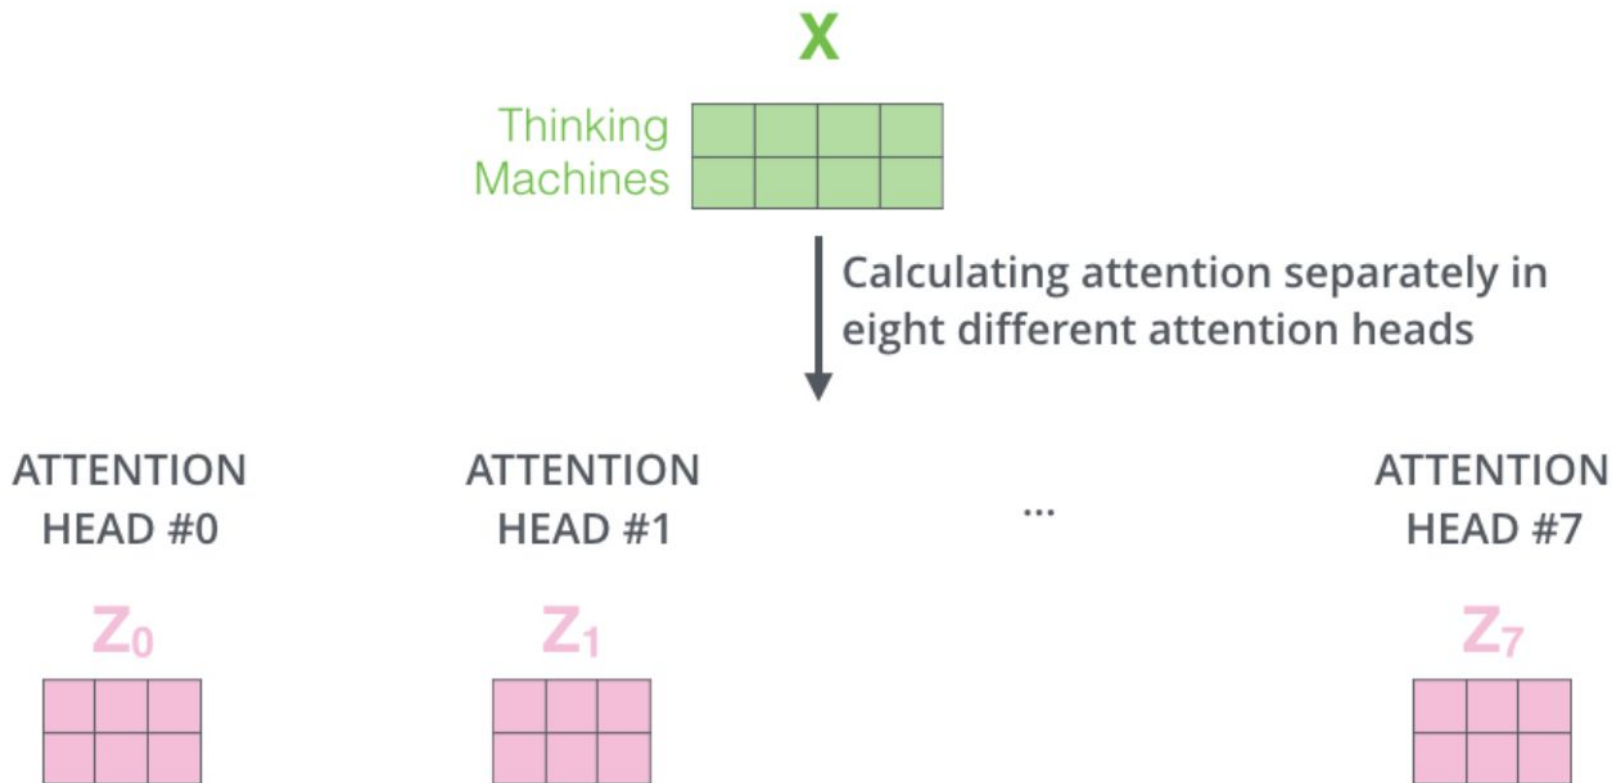 X
Thinking
Machines
Calculating attention separately in
eight different attention heads
ATTENTION
HEAD #0
ATTENTION
HEAD #1
...
ATTENTION
HEAD #7
Z₀
Z₁
Z₇